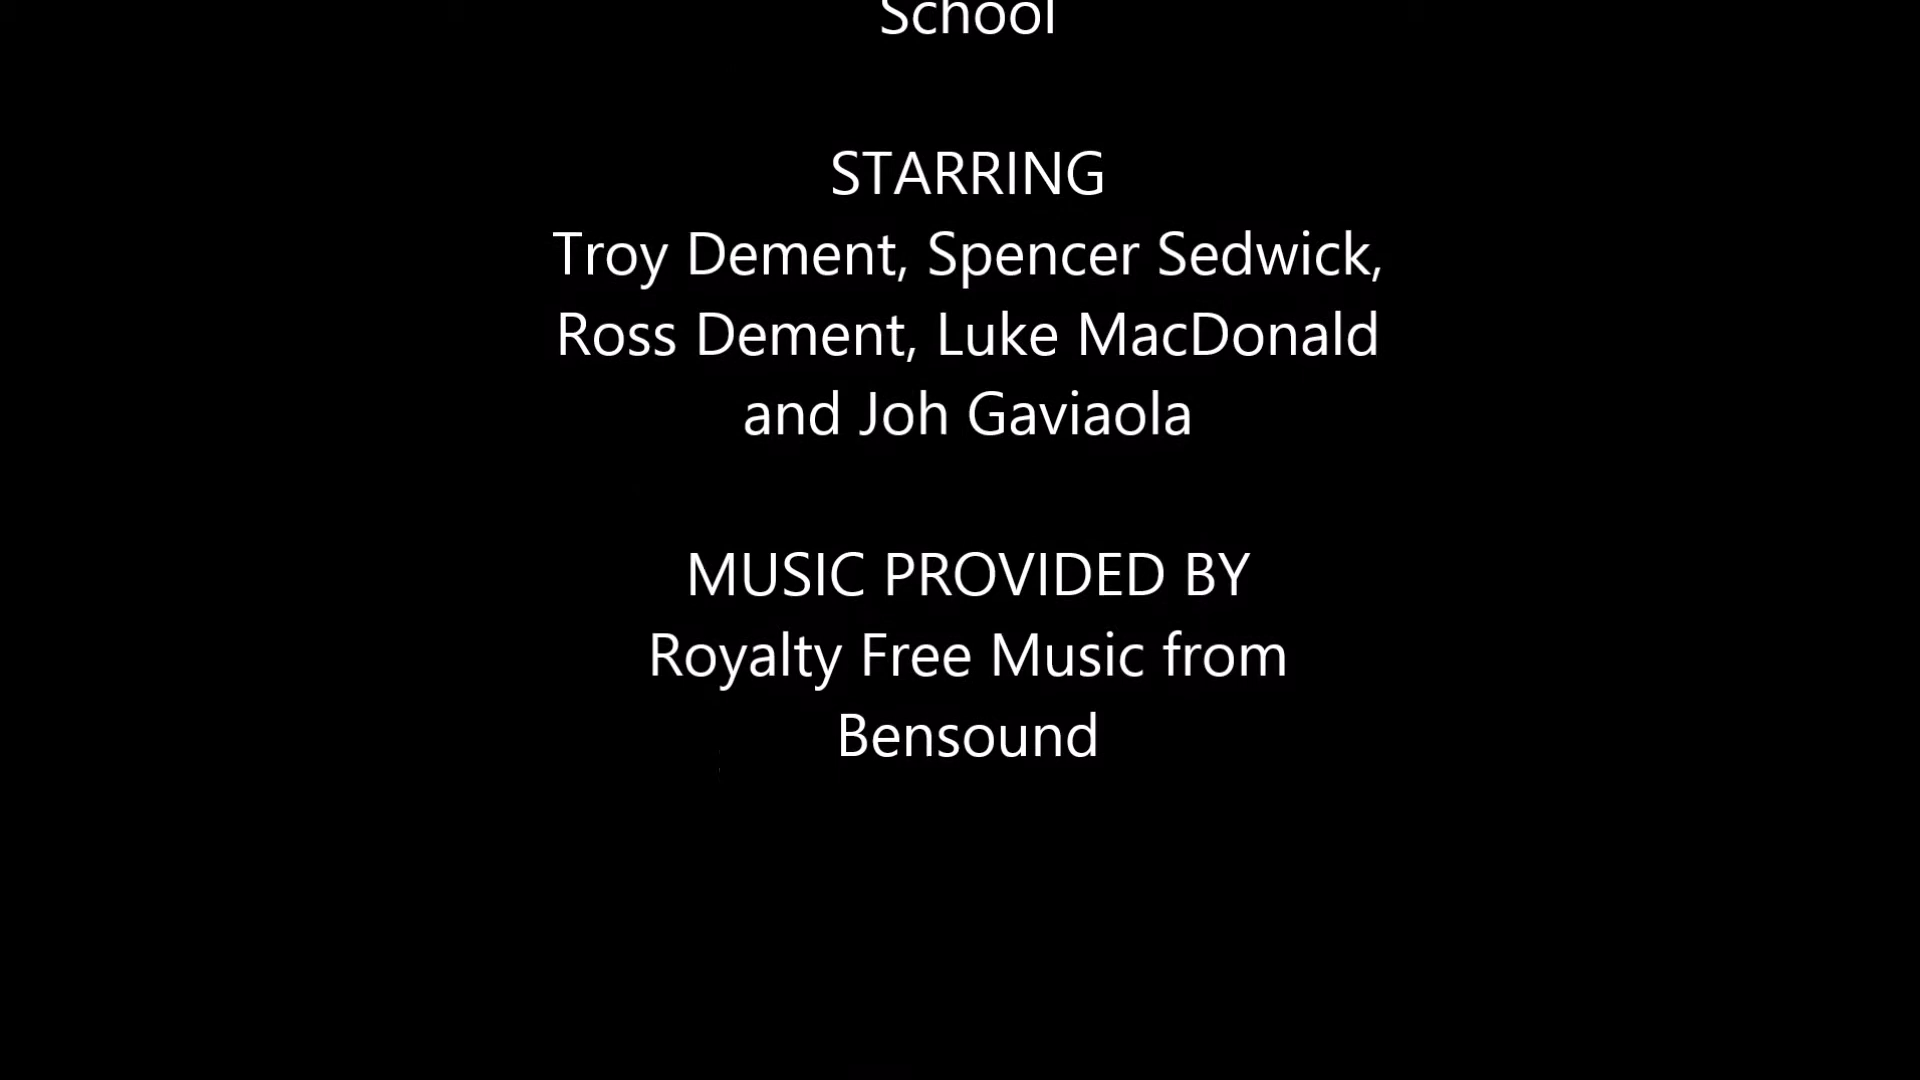 School
STARRING
Troy Dement, Spencer Sedwick,
Ross Dement, Luke MacDonald
and Joh Gaviaola
MUSIC PROVIDED BY
Royalty Free Music from
Bensound